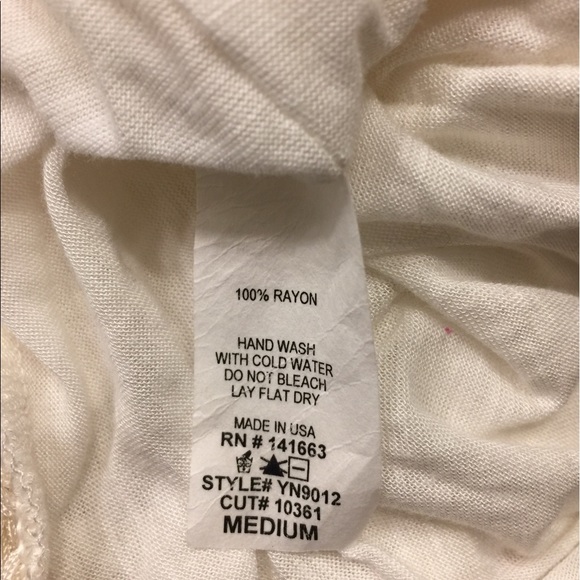 100% RAYON
HAND WASH
WITH COLD WATER
DO NOT BLEACH
LAY FLAT DRY
MADE IN USA
RN # 141663
STYLE# YN9012
CUT# 10361
MEDIUM